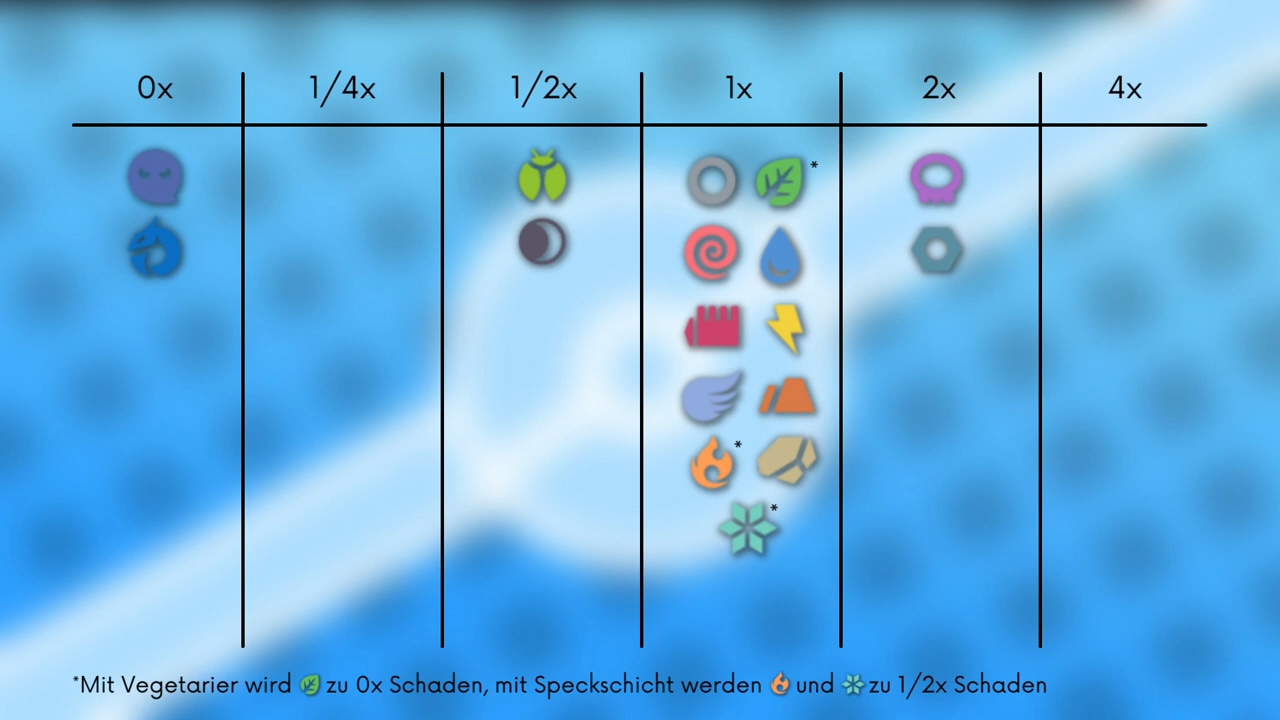 0x 1/4x 1/2x 1x 2x 4x
*
*
*
*Mit Vegetarier wird zu 0x Schaden, mit Speckschicht werden und zu 1/2x Schaden